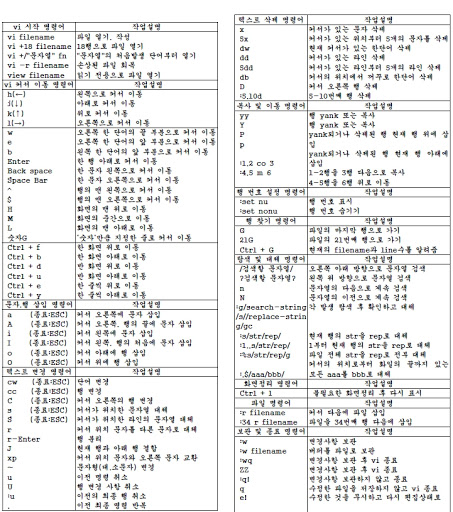 vi 시작 명령어 작업설명
vi filename 파일 열기, 작성
vi +18 filename 18행으로 파일 열기
vi +/"문자열" fn "문자열"의 처음발생 단어부터 열기
vi -r filename 손상된 파일 회복
view filename 읽기 전용으로 파일 열기
vi 커서 이동 명령어 작업설명
h(←) 왼쪽으로 커서 이동
j(↓) 아래로 커서 이동
k(↑) 위로 커서 이동
l(→) 오른쪽으로 커서 이동
w 오른쪽 한 단어의 끝 부분으로 커서 이동
e 오른쪽 한 단어의 앞 부분으로 커서 이동
b 왼쪽 한 단어의 앞 부분으로 커서 이동
Enter 한 행 아래로 커서 이동
Back space 한 문자 왼쪽으로 커서 이동
Space Bar 한 문자 오른쪽으로 커서 이동
^ 행의 맨 왼쪽으로 커서 이동
$ 행의 맨 오른쪽으로 커서 이동
H 화면의 맨 위로 커서 이동
M 화면의 중간으로 커서 이동
L 화면의 맨 아래로 커서 이동
숫자G '숫자'만큼 지정한 줄로 커서 이동
Ctrl + f 한 화면 위로 이동
Ctrl + b 한 화면 아래로 이동
Ctrl + d 반 화면 위로 이동
Ctrl + u 반 화면 아래로 이동
Ctrl + e 한 줄씩 위로 이동
Ctrl + y 한 줄씩 아래로 이동
문자,행 삽입 명령어 작업설명
a (종료:ESC) 커서 오른쪽에 문자 삽입
A (종료:ESC) 커서 오른쪽, 행의 끝에 문자 삽입
i (종료:ESC) 커서 왼쪽에 문자 삽입
I (종료:ESC) 커서 왼쪽, 행의 처음에 문자 삽입
o (종료:ESC) 커서 아래에 행 삽입
O (종료:ESC) 커서 위에 행 삽입
텍스트 변경 명령어 작업설명
cw (종료:ESC) 단어 변경
cc (종료:ESC) 행 변경
C (종료:ESC) 커서 오른쪽의 행 변경
s (종료:ESC) 커서가 위치한 문자열 대체
S (종료:ESC) 커서가 위치한 라인의 문자열 대체
r 커서 위치 문자를 다른 문자로 대체
r-Enter 행 분리
J 현재 행과 아래 행 결합
xp 커서 위치 문자와 오른쪽 문자 교환
~ 문자형(대,소문자) 변경
u 이전 명령 취소
U 행 변경 사항 취소
:u 이전의 최종 행 취소
. 이전 최종 명령 반복
텍스트 삭제 명령어 작업설명
x 커서가 있는 문자 삭제
5x 커서가 있는 위치부터 5개의 문자를 삭제
dw 현재 커서가 있는 한단어 삭제
dd 커서가 있는 라인 삭제
5dd 커서가 있는 라인부터 5개의 라인 삭제
db 커서의 위치에서 거꾸로 한단어 삭제
D 커서 오른쪽 행 삭제
:5,10d 5-10번째 행 삭제
복사 및 이동 명령어 작업설명
yy 행 yank 또는 복사
Y 행 yank 또는 복사
P yank되거나 삭제된 행 현재 행 위에 삽입
p yank되거나 삭제된 행 현재 행 아래에 삽입
:1,2 co 3 1-2행을 3행 다음으로 복사
:4,5 m 6 4-5행을 6행 위로 이동
행 번호 설정 명령어 작업설명
:set nu 행 번호 표시
:set nonu 행 번호 숨기기
행 찾기 명령어 작업설명
G 파일의 마지막 행으로 가기
21G 파일의 21번째 행으로 가기
Ctrl + G 현재의 filename과 line수를 알려줌
탐색 및 대체 명령어 작업설명
/검색할 문자열/ 오른쪽 아래 방향으로 문자열 검색
?검색할 문자열? 왼쪽 위 방향으로 문자열 검색
n 문자열의 다음으로 계속 검색
N 문자열의 이전으로 계속 검색
:g/search-string/s//replace-string/gc 각 발생 탐색 후 확인하고 대체
:s/str/rep/ 현재 행의 str을 rep로 대체
:1,.s/str/rep/ 1부터 현재 행의 str을 rep로 대체
:%s/str/rep/g 파일 전체 str을 rep로 전부 대체
:.$/aaa/bbb/ 커서의 위치로부터 파일의 끝까지 있는 모든 aaa를 bbb로 대체
화면정리 명령어 작업설명
Ctrl + l 불필요한 화면정리 후 다시 표시
파일 명령어 작업설명
:r filename 커서 다음에 파일 삽입
:34 r filename 파일을 34번째 행 다음에 삽입
보관 및 종료 명령어 작업설명
:w 변경사항 보관
:w filename 버퍼를 파일로 보관
:wq 변경사항 보관 후 vi 종료
ZZ 변경사항 보관 후 vi 종료
:q! 변경사항 보관하지 않고 종료
q 수정한 파일을 저장하지 않고 vi 종료
e! 수정한 것을 무시하고 다시 편집상태로